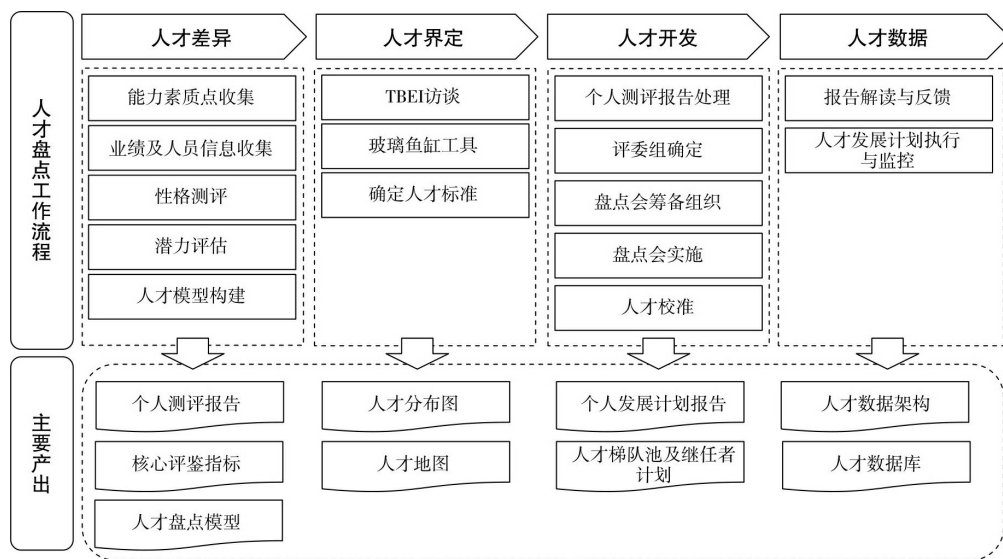 人才盘点工作流程
人才差异
能力素质点收集
业绩及人员信息收集
性格测评
潜力评估
人才模型构建
人才界定
TBEI访谈
玻璃鱼缸工具
确定人才标准
人才开发
个人测评报告处理
评委组确定
盘点会筹备组织
盘点会实施
人才校准
人才数据
报告解读与反馈
人才发展计划执行
与监控
主要产出
个人测评报告
核心评鉴指标
人才盘点模型
人才分布图
人才地图
个人发展计划报告
人才梯队池及继任者
计划
人才数据架构
人才数据库